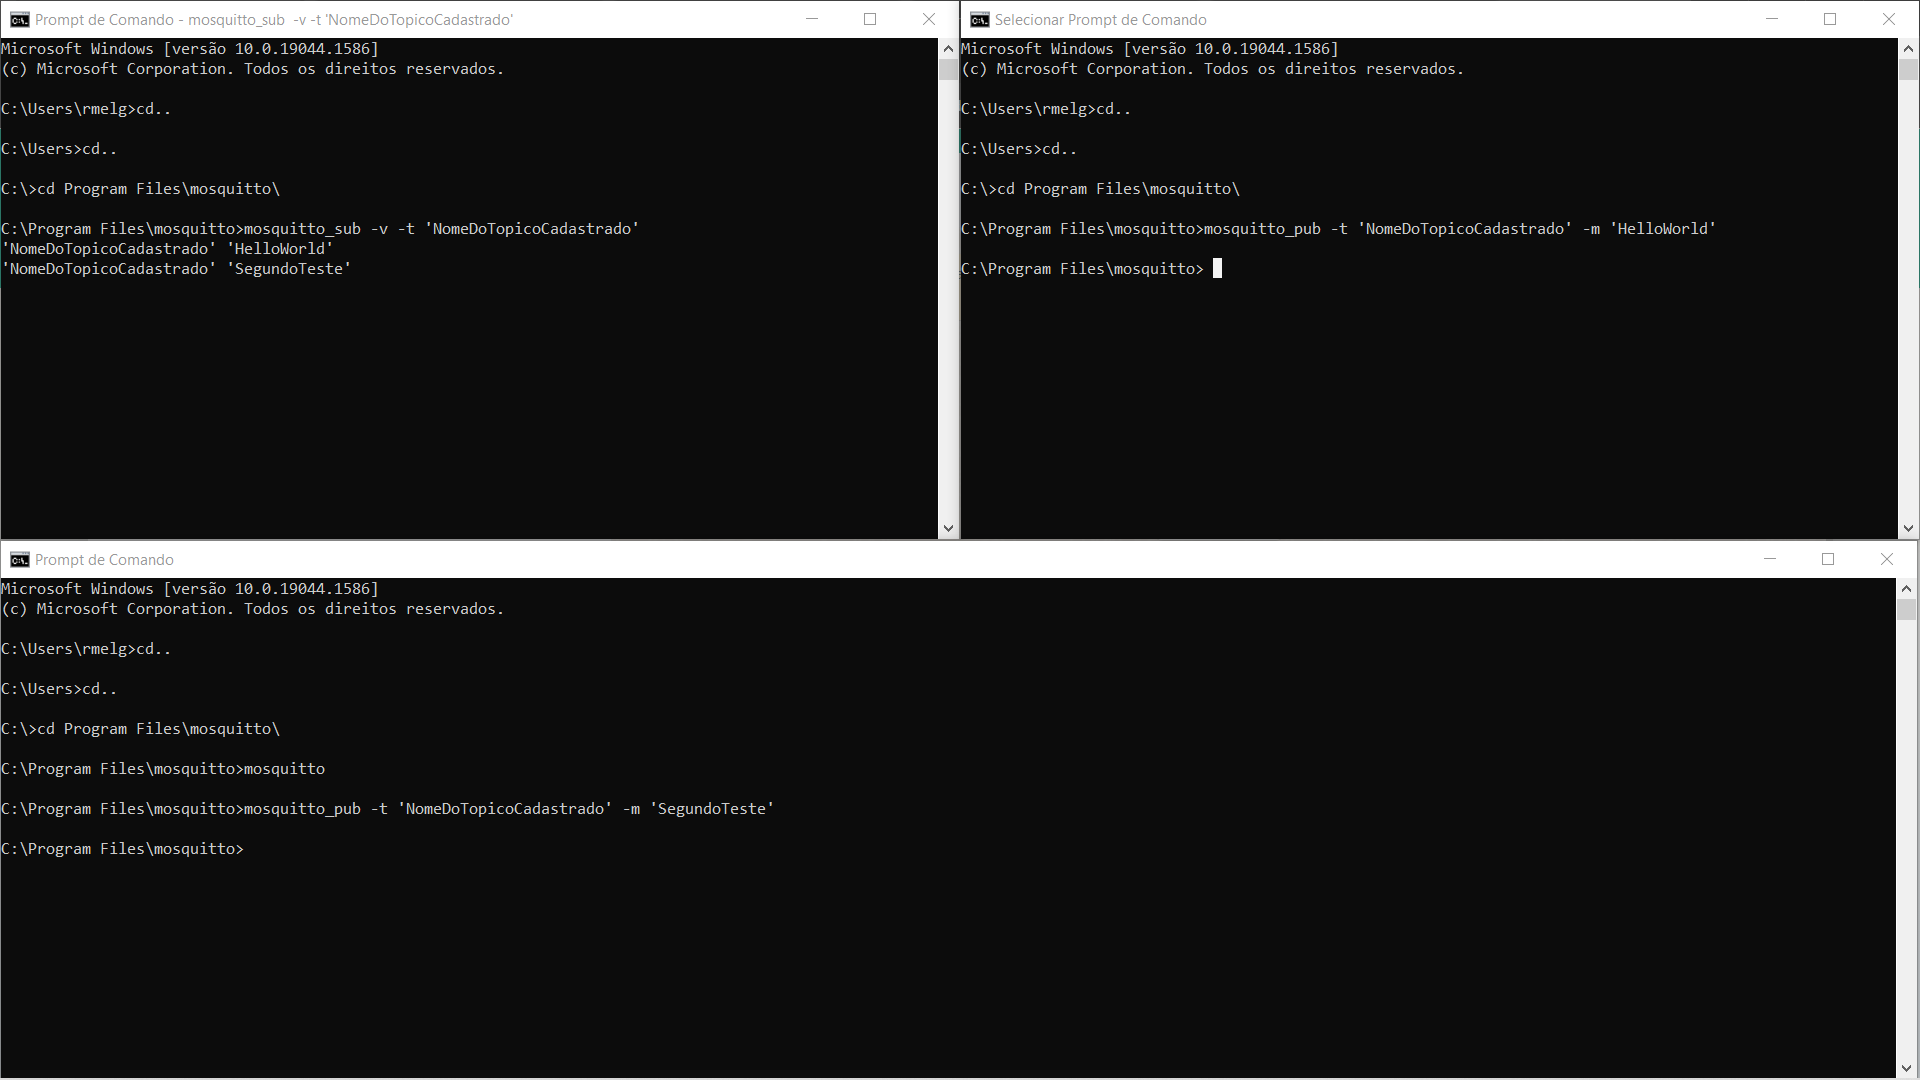 Prompt de Comando - mosquitto_sub  -v -t 'NomeDoTopicoCadastrado'
Microsoft Windows [versão 10.0.19044.1586]
(c) Microsoft Corporation. Todos os direitos reservados.
C:\Users\rmelg>cd..
C:\Users>cd..
C:\>cd Program Files\mosquitto\
C:\Program Files\mosquitto>mosquitto_sub -v -t 'NomeDoTopicoCadastrado'
'NomeDoTopicoCadastrado' 'HelloWorld'
'NomeDoTopicoCadastrado' 'SegundoTeste'
Selecionar Prompt de Comando
Microsoft Windows [versão 10.0.19044.1586]
(c) Microsoft Corporation. Todos os direitos reservados.
C:\Users\rmelg>cd..
C:\Users>cd..
C:\>cd Program Files\mosquitto\
C:\Program Files\mosquitto>mosquitto_pub -t 'NomeDoTopicoCadastrado' -m 'HelloWorld'
C:\Program Files\mosquitto>
Prompt de Comando
Microsoft Windows [versão 10.0.19044.1586]
(c) Microsoft Corporation. Todos os direitos reservados.
C:\Users\rmelg>cd..
C:\Users>cd..
C:\>cd Program Files\mosquitto\
C:\Program Files\mosquitto>mosquitto
C:\Program Files\mosquitto>mosquitto_pub -t 'NomeDoTopicoCadastrado' -m 'SegundoTeste'
C:\Program Files\mosquitto>